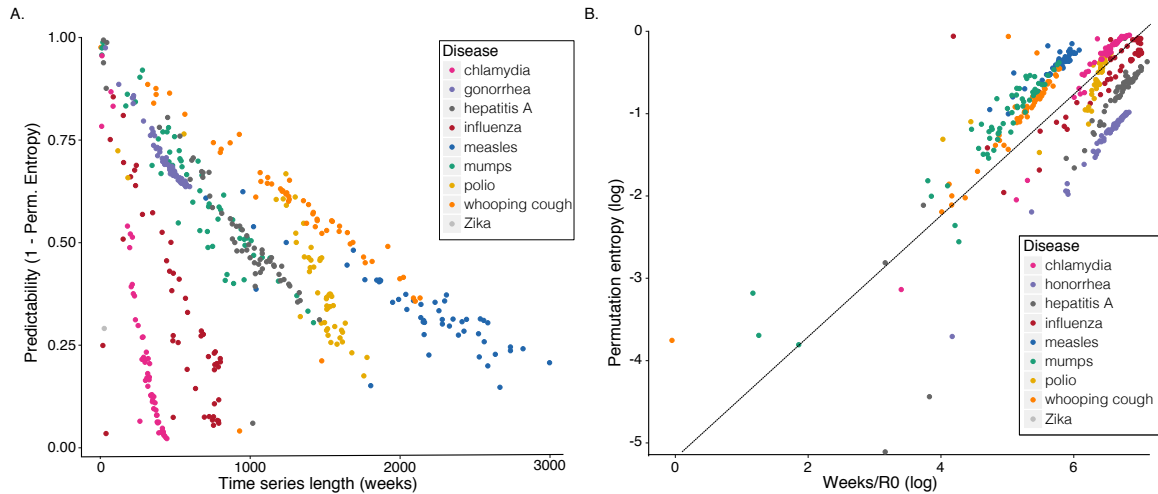 A.
Predictability (1 - Perm. Entropy)
1.00
0.75
0.50
0.25
0.00
0
1000
2000
3000
Time series length (weeks)
Disease
chlamydia
gonorrhea
hepatitis A
influenza
measles
mumps
polio
whooping cough
Zika
B.
Permutation entropy (log)
0
-1
-2
-3
-4
-5
0
2
4
6
Weeks/R0 (log)
Disease
chlamydia
honorrhea
hepatitis A
influenza
measles
mumps
polio
whooping cough
Zika